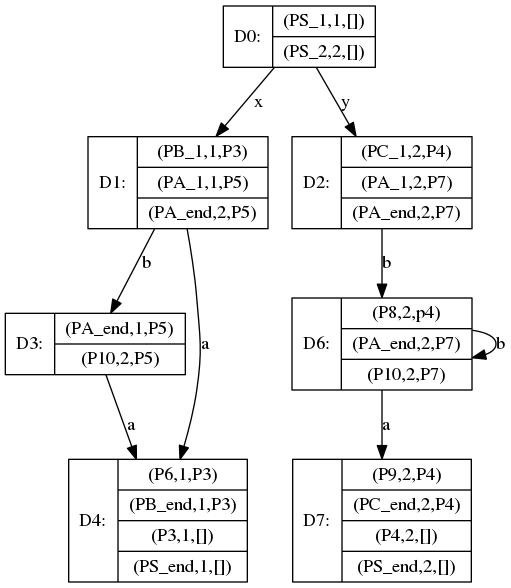 D0:
(PS_1,1,[])
(PS_2,2,[])
x
y
D1:
(PB_1,1,P3)
(PA_1,1,P5)
(PA_end,2,P5)
D2:
(PC_1,2,P4)
(PA_1,2,P7)
(PA_end,2,P7)
b
a
b
D3:
(PA_end,1,P5)
(P10,2,P5)
D6:
(P8,2,p4)
(PA_end,2,P7)
(P10,2,P7)
b
a
a
D4:
(P6,1,P3)
(PB_end,1,P3)
(P3,1,[])
(PS_end,1,[])
D7:
(P9,2,P4)
(PC_end,2,P4)
(P4,2,[])
(PS_end,2,[])